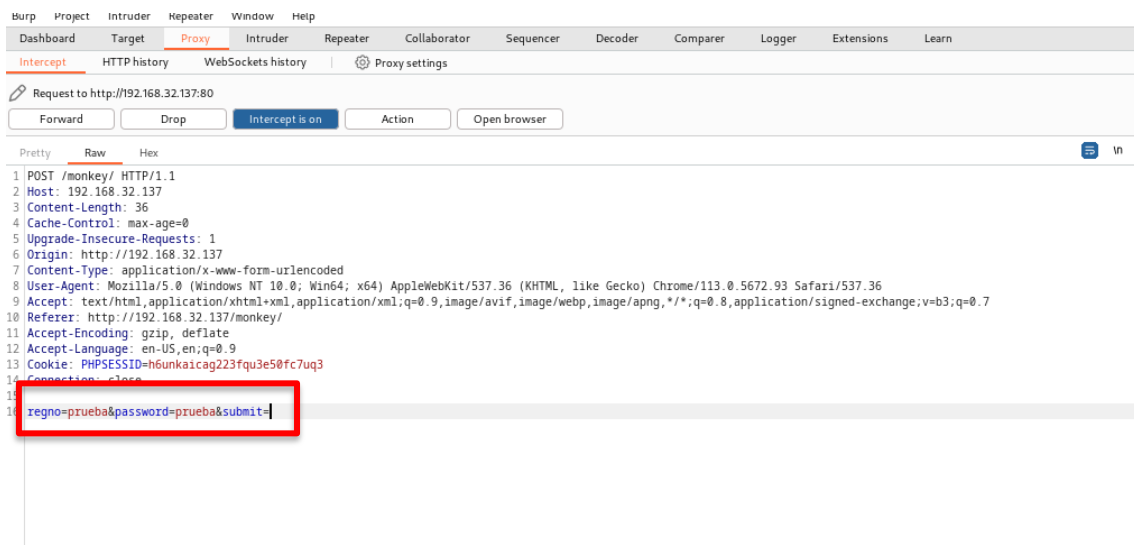 Burp Project Intruder Repeater Window Help
Dashboard Target Proxy Intruder Repeater Collaborator Sequencer Decoder Comparer Logger Extensions Learn
Intercept HTTP history WebSockets history Proxy settings
Request to http://192.168.32.137:80
Forward Drop Intercept is on Action Open browser
Pretty Raw Hex \n
1 POST /monkey/ HTTP/1.1
2 Host: 192.168.32.137
3 Content-Length: 36
4 Cache-Control: max-age=0
5 Upgrade-Insecure-Requests: 1
6 Origin: http://192.168.32.137
7 Content-Type: application/x-www-form-urlencoded
8 User-Agent: Mozilla/5.0 (Windows NT 10.0; Win64; x64) AppleWebKit/537.36 (KHTML, like Gecko) Chrome/113.0.5672.93 Safari/537.36
9 Accept: text/html,application/xhtml+xml,application/xml;q=0.9,image/avif,image/webp,image/apng,*/*;q=0.8,application/signed-exchange;v=b3;q=0.7
10 Referer: http://192.168.32.137/monkey/
11 Accept-Encoding: gzip, deflate
12 Accept-Language: en-US,en;q=0.9
13 Cookie: PHPSESSID=h6unkaicag223fqu3e50fc7uq3
14 Connection: close
15
16 regno=prueba&password=prueba&submit=